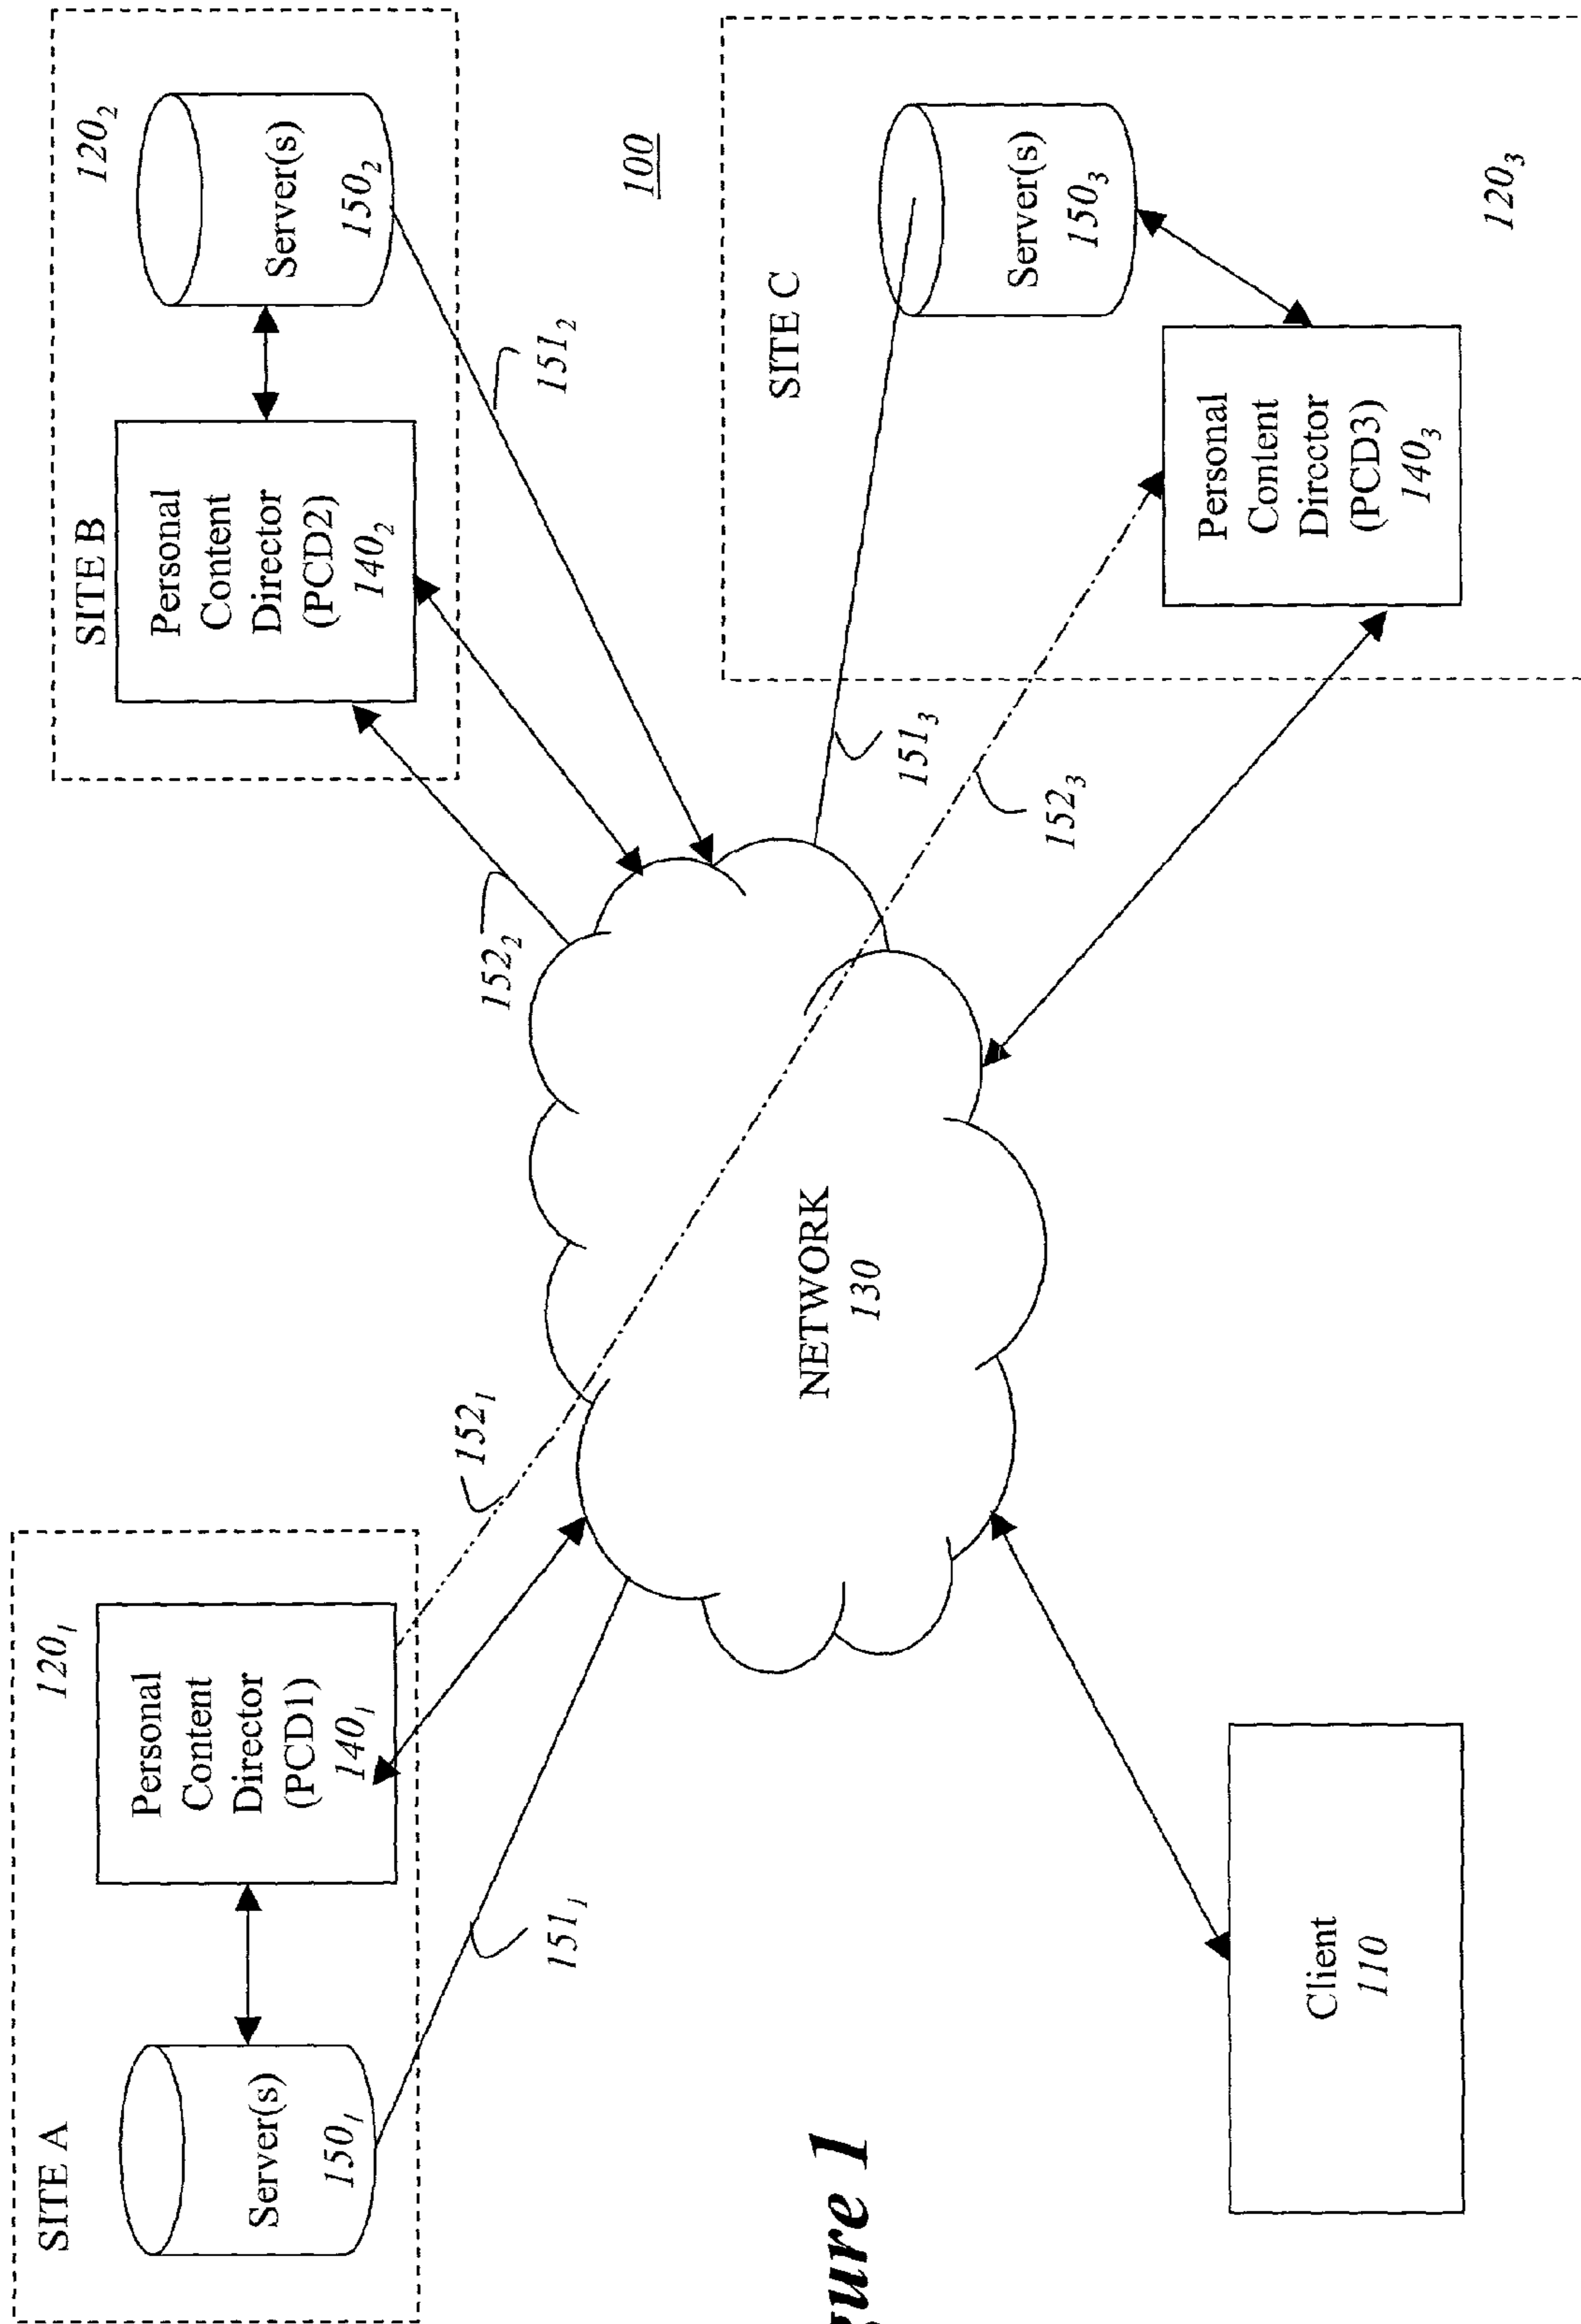 SITE A
120₁
Server(s)
150₁
Personal
Content
Director
(PCD1)
140₁
151₁
152₁
SITE B
120₂
Personal
Content
Director
(PCD2)
140₂
Server(s)
150₂
151₂
152₂
100
NETWORK
130
SITE C
Server(s)
150₃
151₃
152₃
Personal
Content
Director
(PCD3)
140₃
120₃
Client
110
gure 1